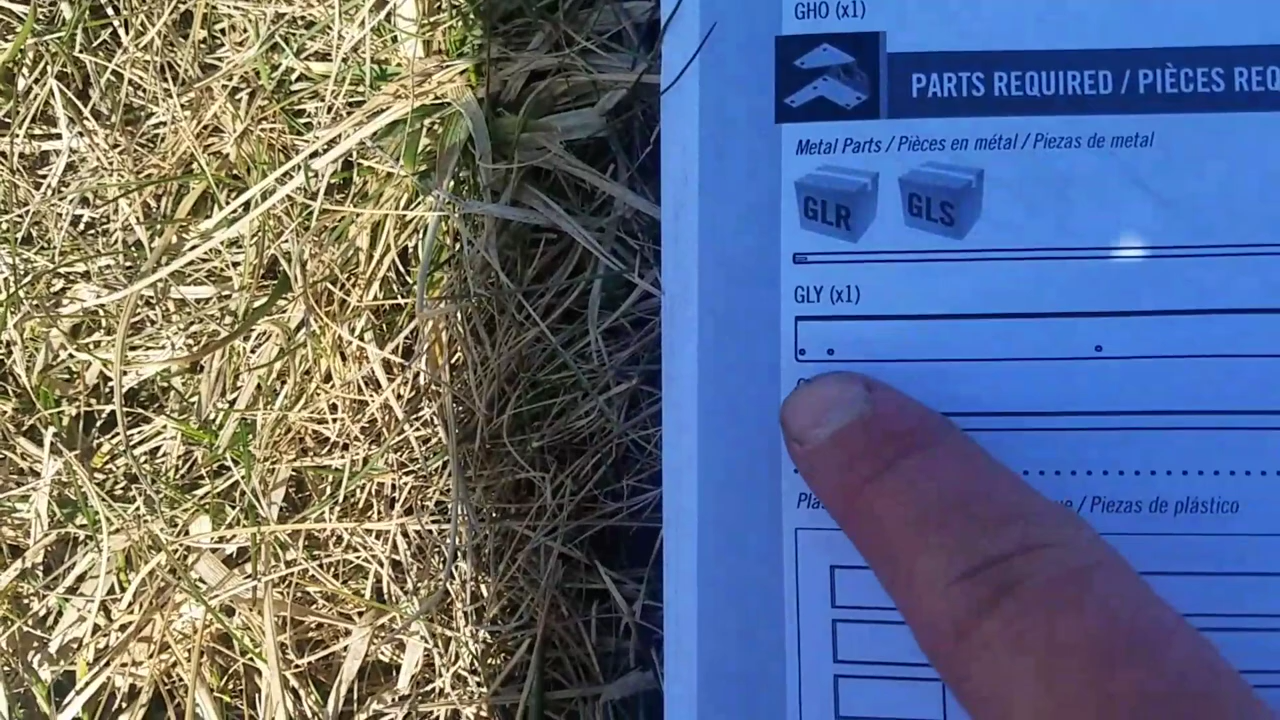 GHO (x1)
PARTS REQUIRED / PIÈCES
Metal Parts / Pièces en métal / Piezas de metal
GLR GLS
GLY (x1)
/ Piezas de plástico